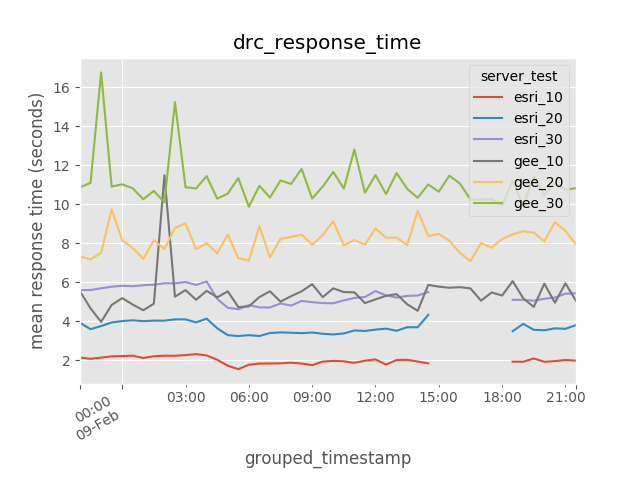 drc_response_time
mean response time (seconds)
16
14
12
10
8
6
4
2
server_test
esri_10
esri_20
esri_30
gee_10
gee_20
gee_30
00:00
09-Feb
03:00
06:00
09:00
12:00
15:00
18:00
21:00
grouped_timestamp